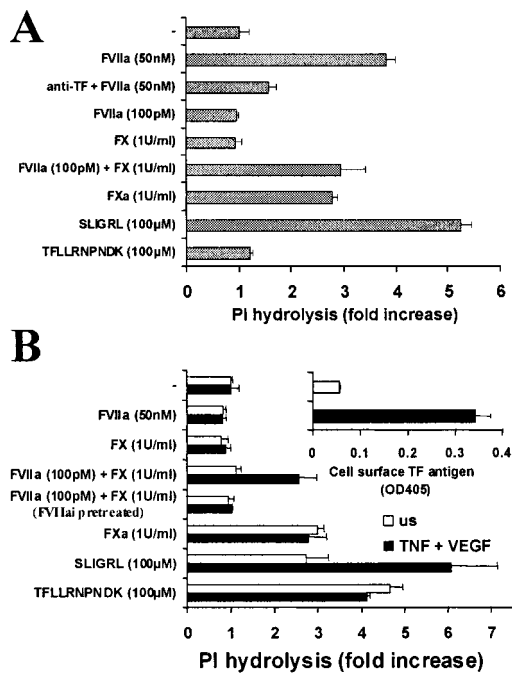 A
-
FVIIa (50nM)
anti-TF + FVIIa (50nM)
FVIIa (100pM)
FX (1U/ml)
FVIIa (100pM) + FX (1U/ml)
FXa (1U/ml)
SLIGRL (100µM)
TFLLRNPNDK (100µM)
0 1 2 3 4 5 6
PI hydrolysis (fold increase)
B
-
FVIIa (50nM)
FX (1U/ml)
FVIIa (100pM) + FX (1U/ml)
FVIIa (100pM) + FX (1U/ml)
(FVIIai pretreated)
FXa (1U/ml)
SLIGRL (100µM)
TFLLRNPNDK (100µM)
0 0.1 0.2 0.3 0.4
Cell surface TF antigen
(OD405)
us
TNF + VEGF
0 1 2 3 4 5 6 7
PI hydrolysis (fold increase)